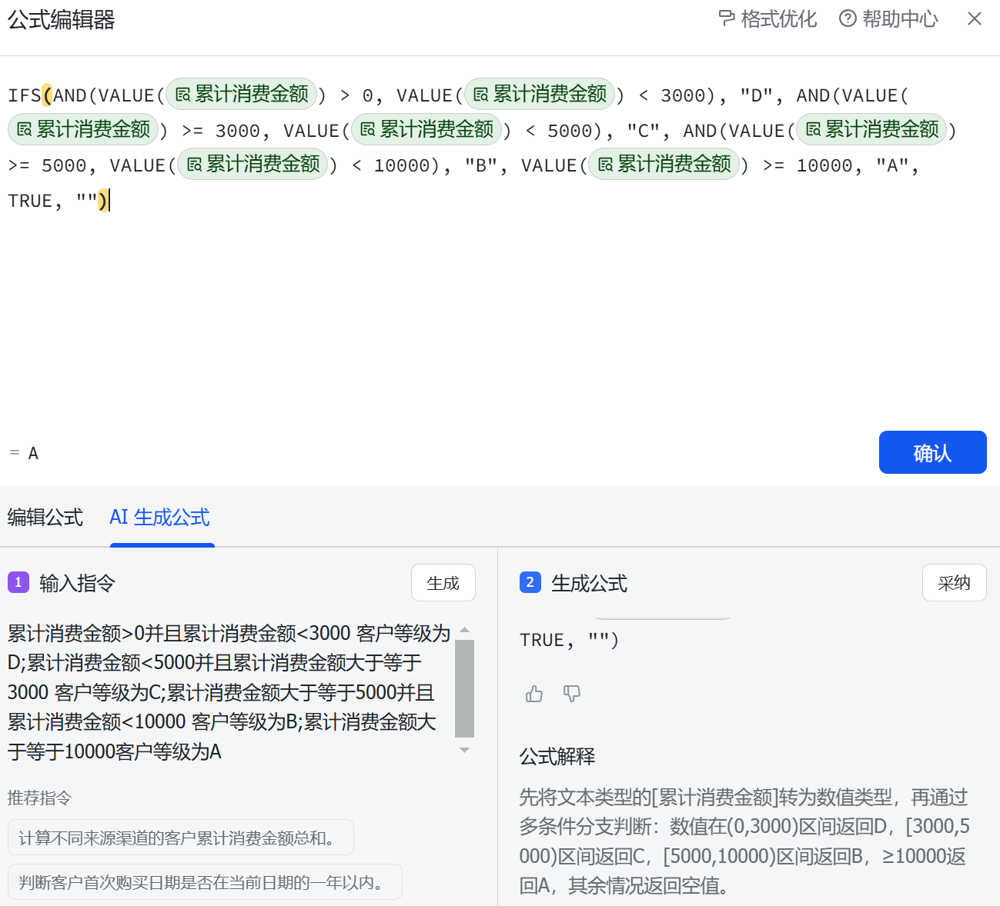 公式编辑器
格式优化
帮助中心
IFS(AND(VALUE( 累计消费金额 ) > 0, VALUE( 累计消费金额 ) < 3000), "D", AND(VALUE(
累计消费金额 ) >= 3000, VALUE( 累计消费金额 ) < 5000), "C", AND(VALUE( 累计消费金额 )
>= 5000, VALUE( 累计消费金额 ) < 10000), "B", VALUE( 累计消费金额 ) >= 10000, "A",
TRUE, "")
= A
确认
编辑公式
AI 生成公式
1 输入指令
生成
累计消费金额>0并且累计消费金额<3000 客户等级为
D;累计消费金额<5000并且累计消费金额大于等于
3000 客户等级为C;累计消费金额大于等于5000并且
累计消费金额<10000 客户等级为B;累计消费金额大
于等于10000客户等级为A
推荐指令
计算不同来源渠道的客户累计消费金额总和。
判断客户首次购买日期是否在当前日期的一年以内。
2 生成公式
采纳
TRUE, "")
公式解释
先将文本类型的[累计消费金额]转为数值类型，再通过
多条件分支判断：数值在(0,3000)区间返回D，[3000,5
000)区间返回C，[5000,10000)区间返回B，≥10000返
回A，其余情况返回空值。